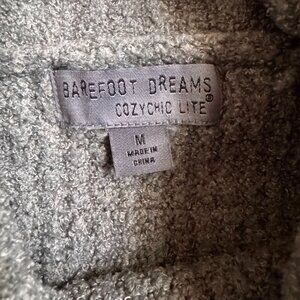 BAREFOOT DREAMS
COZYCHIC LITE®
M
MADE IN
CHINA